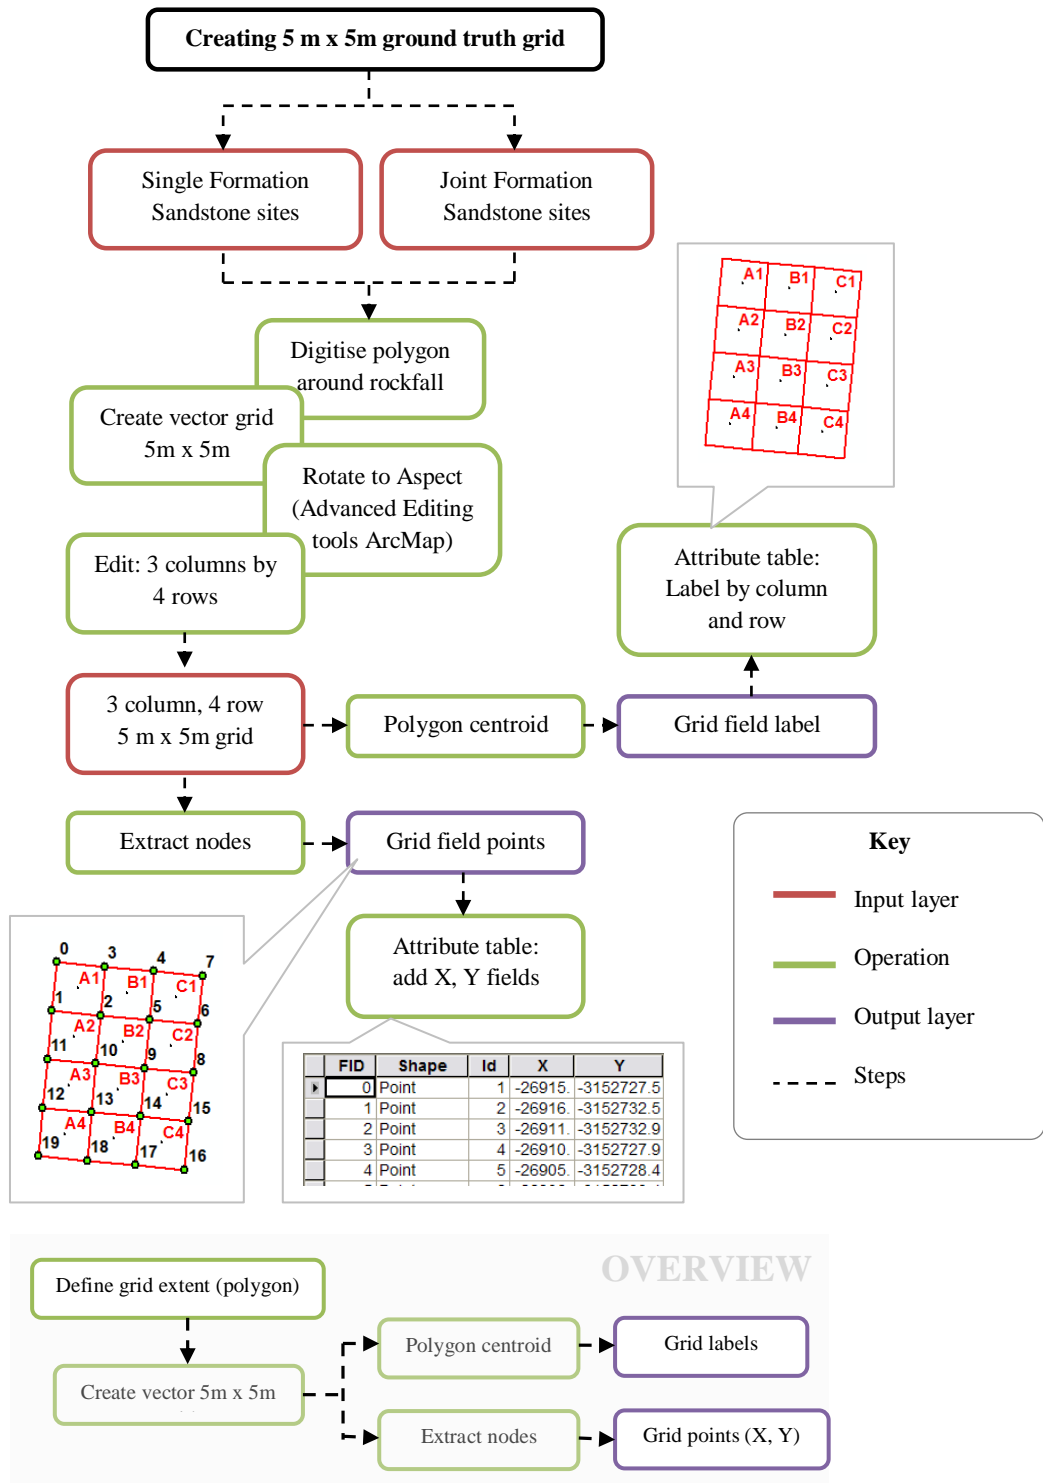 Creating 5 m x 5m ground truth grid
Single Formation
Sandstone sites
Joint Formation
Sandstone sites
Digitise polygon
around rockfall
Create vector grid
5m x 5m
Rotate to Aspect
(Advanced Editing
tools ArcMap)
Edit: 3 columns by
4 rows
A1 B1 C1
A2 B2 C2
A3 B3 C3
A4 B4 C4
Attribute table:
Label by column
and row
3 column, 4 row
5 m x 5m grid
Polygon centroid
Grid field label
Extract nodes
Grid field points
Attribute table:
add X, Y fields
Key
Input layer
Operation
Output layer
Steps
0 3 4 7
A1 B1 C1
1 2 5 6
A2 B2 C2
11 10 9 8
A3 B3 C3
12 13 14 15
A4 B4 C4
19 18 17 16
FID Shape Id X Y
0 Point 1 -26915. -3152727.5
1 Point 2 -26916. -3152732.5
2 Point 3 -26911. -3152732.9
3 Point 4 -26910. -3152727.9
4 Point 5 -26905. -3152728.4
OVERVIEW
Define grid extent (polygon)
Create vector 5m x 5m
Polygon centroid
Grid labels
Extract nodes
Grid points (X, Y)